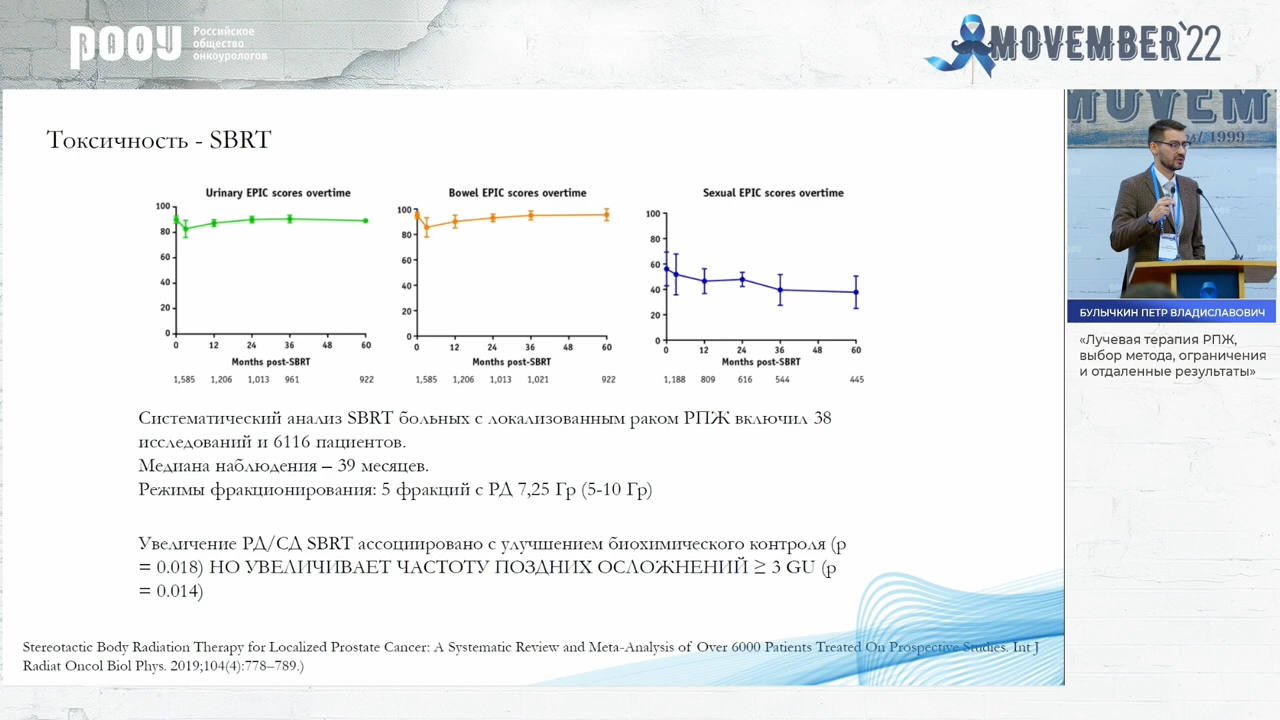 РООУ
Российское
общество
онкоурологов
MOVEMBER'22
Токсичность - SBRT
Urinary EPIC scores overtime
100
80
60
40
20
0
0 12 24 36 48 60
Months post-SBRT
1,585 1,206 1,013 961 922
Bowel EPIC scores overtime
100
80
60
40
20
0
0 12 24 36 48 60
Months post-SBRT
1,585 1,206 1,013 1,021 922
Sexual EPIC scores overtime
100
80
60
40
20
0
0 12 24 36 48 60
Months post-SBRT
1,188 809 616 544 445
Систематический анализ SBRT больных с локализованным раком РПЖ включил 38
исследований и 6116 пациентов.
Медиана наблюдения – 39 месяцев.
Режимы фракционирования: 5 фракций с РД 7,25 Гр (5-10 Гр)
Увеличение РД/СД SBRT ассоциировано с улучшением биохимического контроля (p
= 0.018) НО УВЕЛИЧИВАЕТ ЧАСТОТУ ПОЗДНИХ ОСЛОЖНЕНИЙ ≥ 3 GU (p
= 0.014)
Stereotactic Body Radiation Therapy for Localized Prostate Cancer: A Systematic Review and Meta-Analysis of Over 6000 Patients Treated On Prospective Studies. Int J
Radiat Oncol Biol Phys. 2019;104(4):778–789.)
MOVEM
1999
БУЛЫЧКИН ПЕТР ВЛАДИСЛАВОВИЧ
«Лучевая терапия РПЖ,
выбор метода, ограничения
и отдаленные результаты»